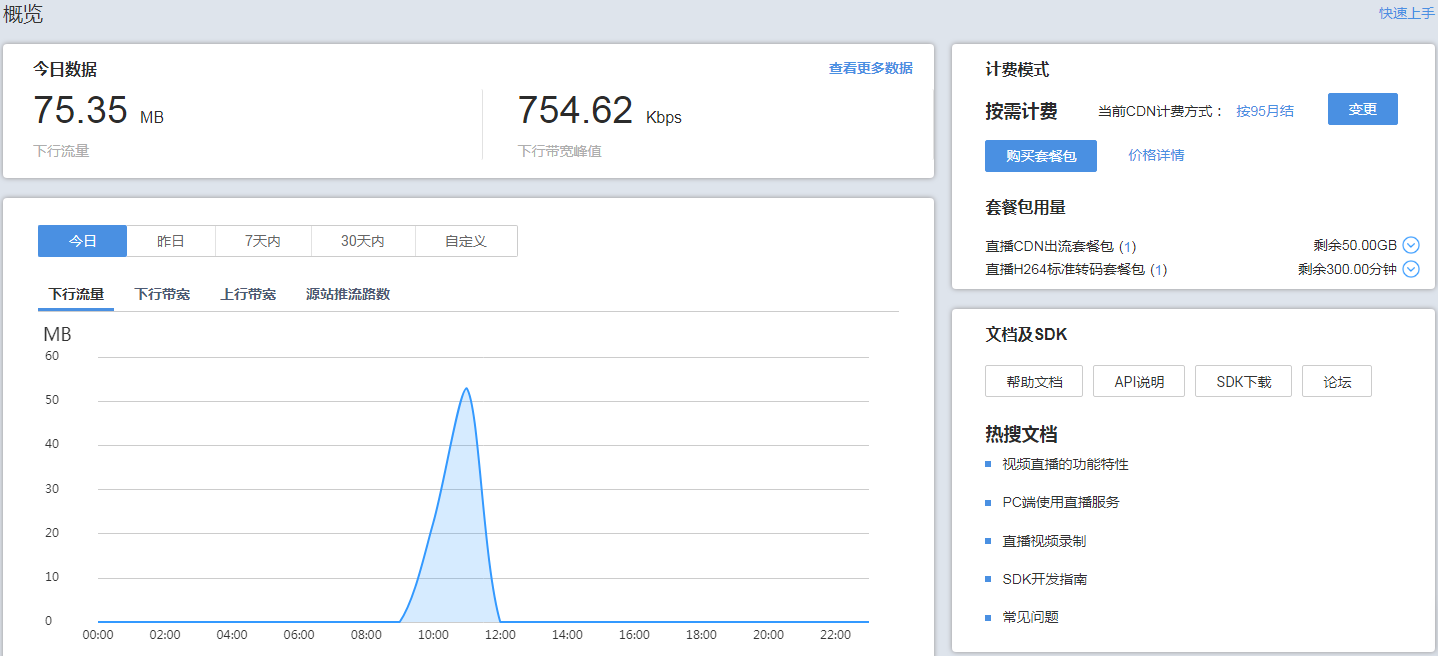 概览
快速上手
今日数据
查看更多数据
75.35 MB
754.62 Kbps
下行流量
下行带宽峰值
今日 昨日 7天内 30天内 自定义
下行流量 下行带宽 上行带宽 源站推流路数
MB
60
50
40
30
20
10
0
00:00 02:00 04:00 06:00 08:00 10:00 12:00 14:00 16:00 18:00 20:00 22:00
计费模式
按需计费 当前CDN计费方式： 按95月结 变更
购买套餐包 价格详情
套餐包用量
直播CDN出流套餐包 (1) 剩余50.00GB
直播H264标准转码套餐包 (1) 剩余300.00分钟
文档及SDK
帮助文档 API说明 SDK下载 论坛
热搜文档
视频直播的功能特性
PC端使用直播服务
直播视频录制
SDK开发指南
常见问题